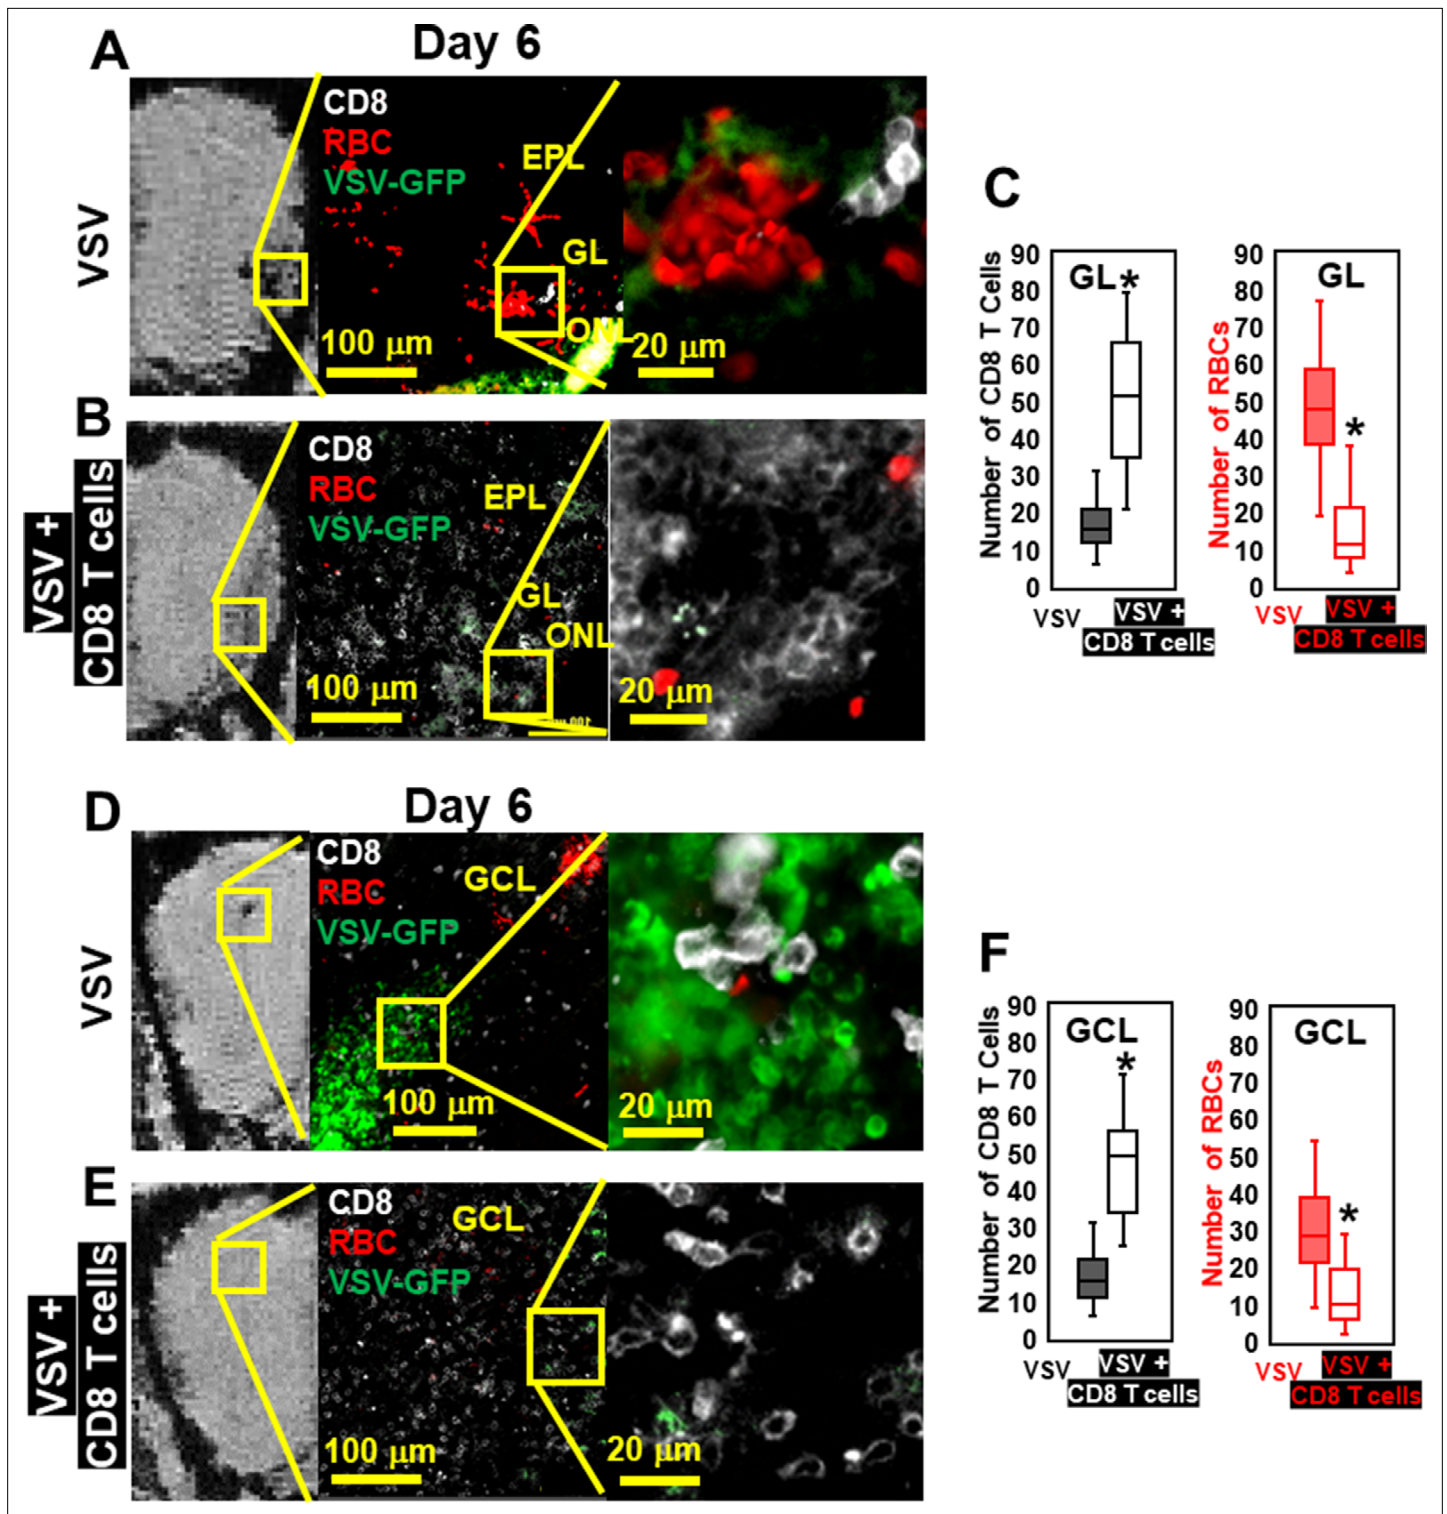 A
Day 6
VSV
CD8
RBC
VSV-GFP
EPL
GL
ONL
100 µm
20 µm
B
VSV +
CD8 T cells
CD8
RBC
VSV-GFP
EPL
GL
ONL
100 µm
20 µm
C
Number of CD8 T Cells
90
80
70
60
50
40
30
20
10
0
GL
*
VSV
VSV +
CD8 T cells
Number of RBCs
90
80
70
60
50
40
30
20
10
0
GL
*
VSV
VSV +
CD8 T cells
D
Day 6
VSV
CD8
RBC
VSV-GFP
GCL
100 µm
20 µm
E
VSV +
CD8 T cells
CD8
RBC
VSV-GFP
GCL
100 µm
20 µm
F
Number of CD8 T Cells
90
80
70
60
50
40
30
20
10
0
GCL
*
VSV
VSV +
CD8 T cells
Number of RBCs
90
80
70
60
50
40
30
20
10
0
GCL
*
VSV
VSV +
CD8 T cells